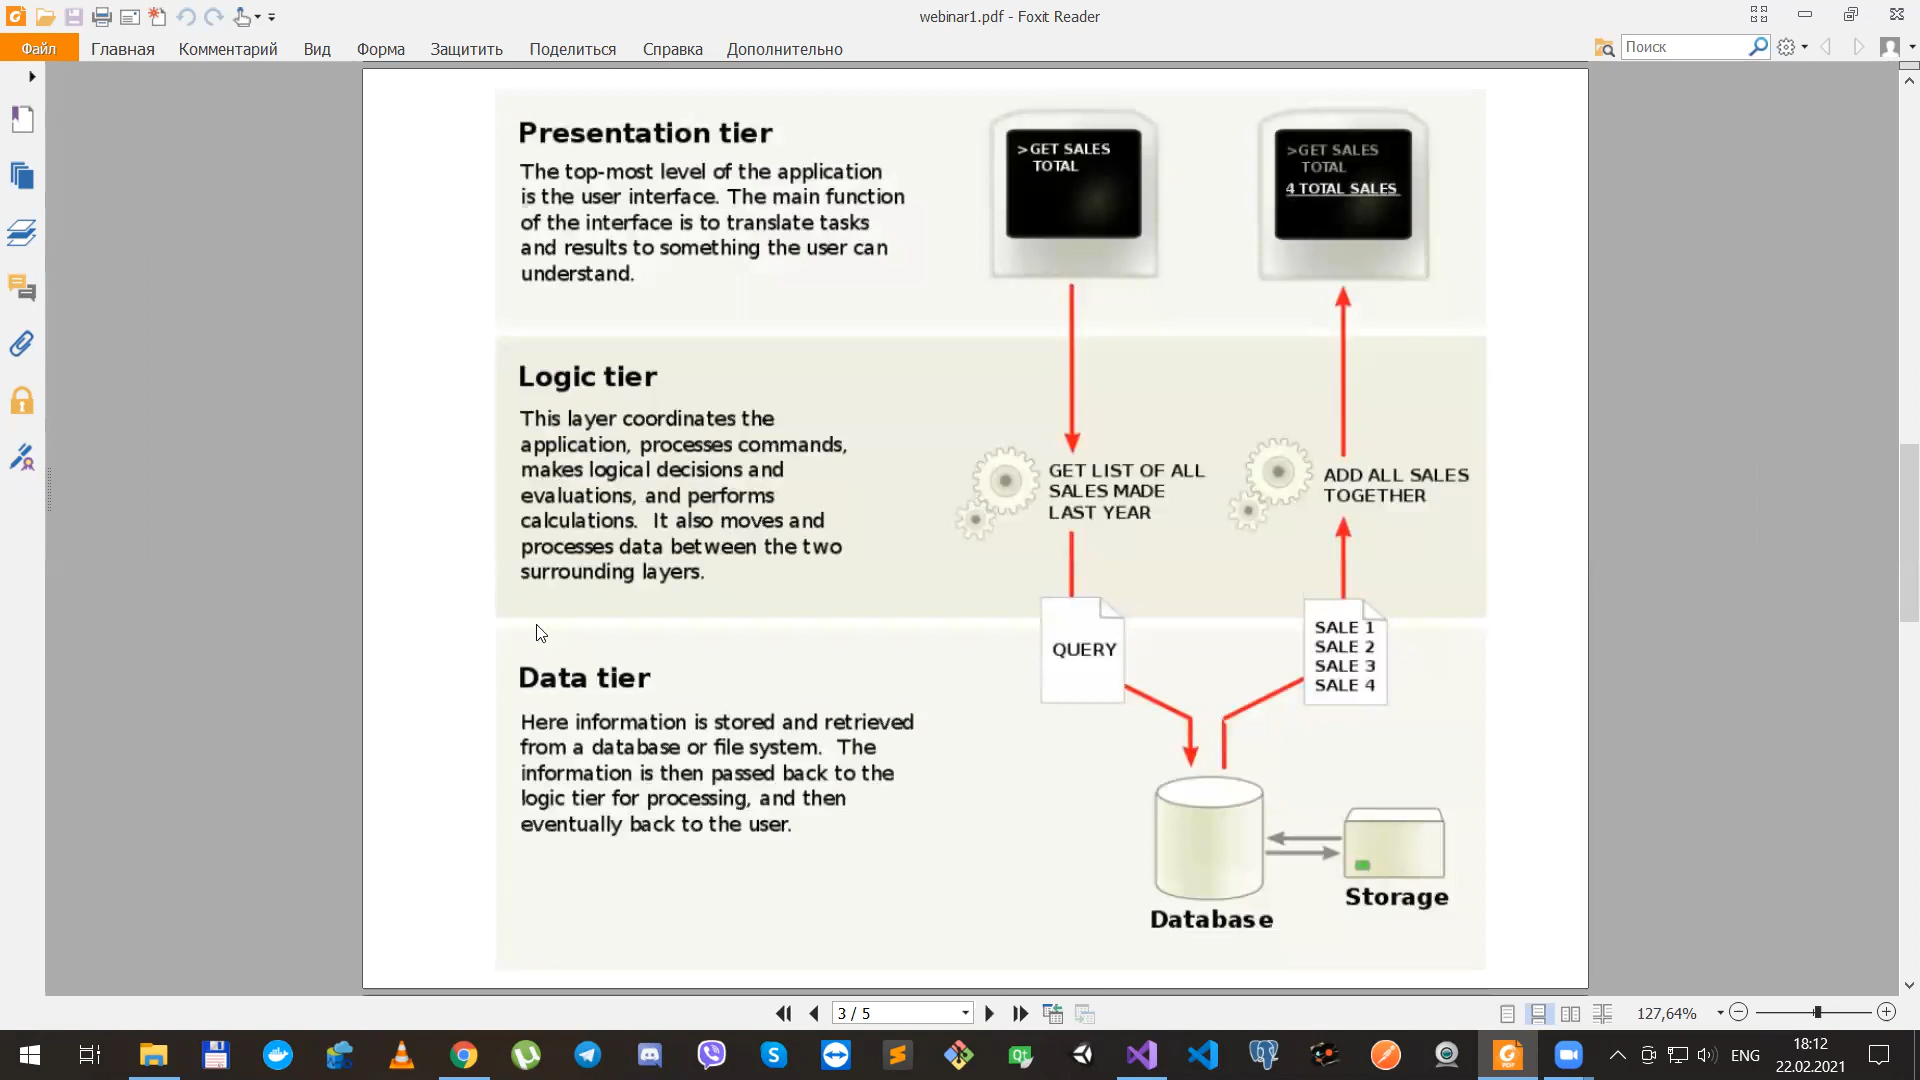 webinar1.pdf - Foxit Reader
Файл Главная Комментарий Вид Форма Защитить Поделиться Справка Дополнительно Поиск
Presentation tier
The top-most level of the application
is the user interface. The main function
of the interface is to translate tasks
and results to something the user can
understand.
>GET SALES
TOTAL
>GET SALES
TOTAL
4 TOTAL SALES
Logic tier
This layer coordinates the
application, processes commands,
makes logical decisions and
evaluations, and performs
calculations. It also moves and
processes data between the two
surrounding layers.
GET LIST OF ALL
SALES MADE
LAST YEAR
ADD ALL SALES
TOGETHER
QUERY
SALE 1
SALE 2
SALE 3
SALE 4
Data tier
Here information is stored and retrieved
from a database or file system. The
information is then passed back to the
logic tier for processing, and then
eventually back to the user.
Database
Storage
3 / 5
127,64%
ENG
18:12
22.02.2021